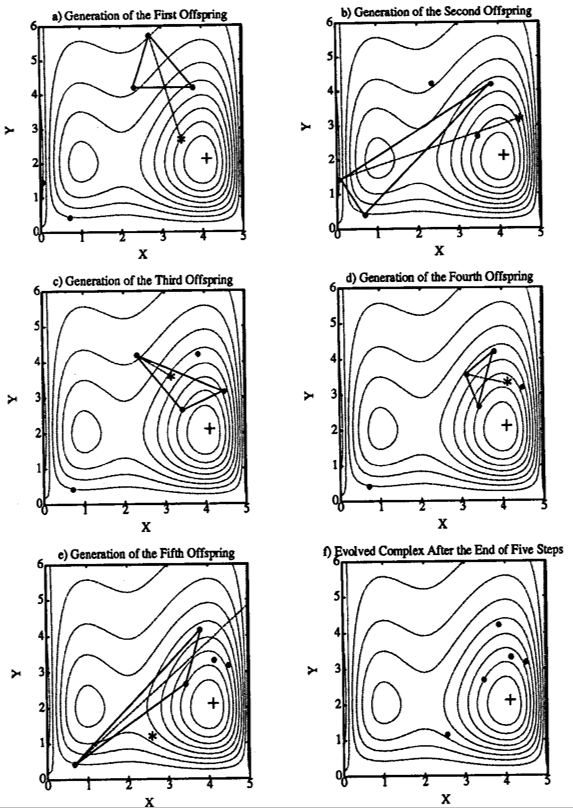 a) Generation of the First Offspring
b) Generation of the Second Offspring
6
5
4
3
2
1
0
Y
0 1 2 3 4 5
X
6
5
4
3
2
1
0
Y
0 1 2 3 4 5
X
c) Generation of the Third Offspring
d) Generation of the Fourth Offspring
6
5
4
3
2
1
0
Y
0 1 2 3 4 5
X
6
5
4
3
2
1
0
Y
0 1 2 3 4 5
X
e) Generation of the Fifth Offspring
f) Evolved Complex After the End of Five Steps
6
5
4
3
2
1
0
Y
0 1 2 3 4 5
X
6
5
4
3
2
1
0
Y
0 1 2 3 4 5
X